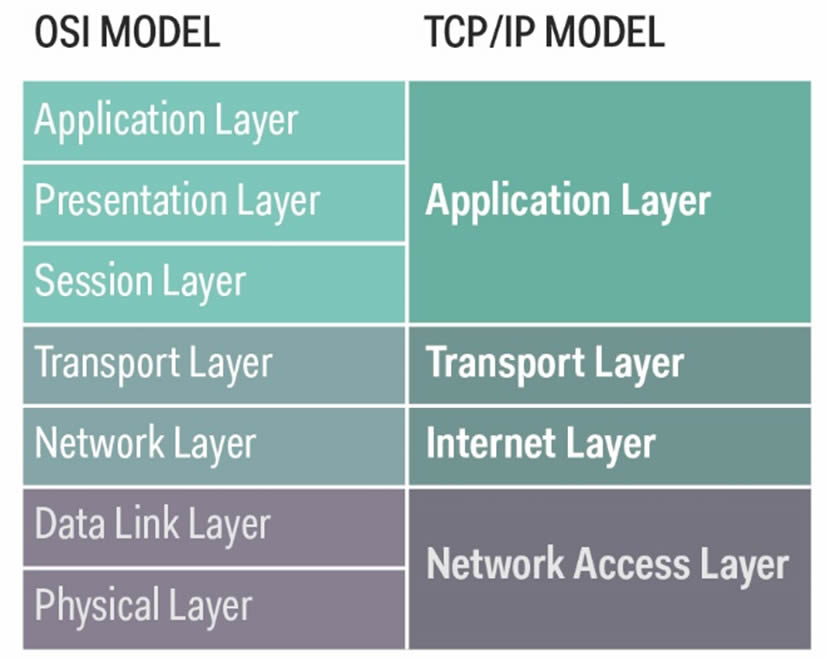 OSI MODEL
TCP/IP MODEL
Application Layer
Presentation Layer
Session Layer
Transport Layer
Network Layer
Data Link Layer
Physical Layer
Application Layer
Transport Layer
Internet Layer
Network Access Layer